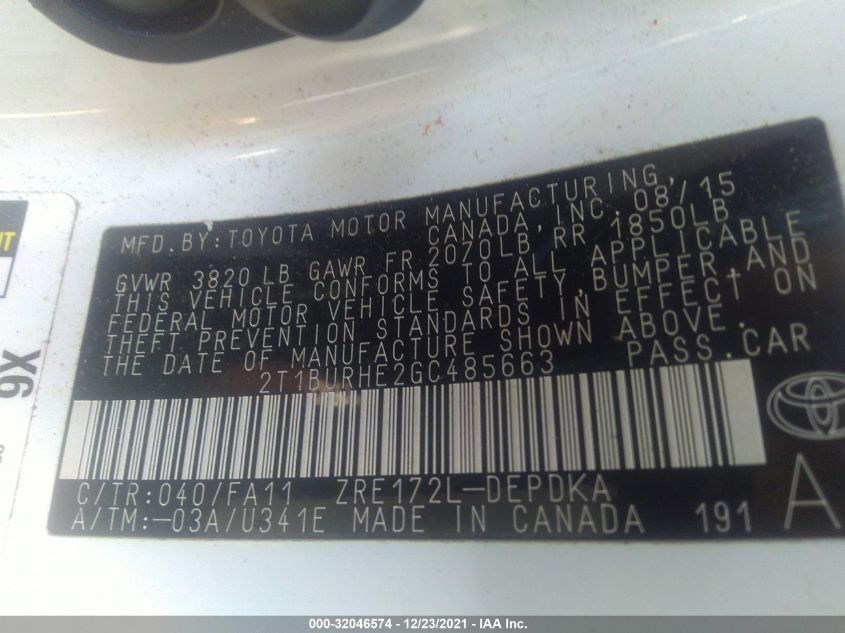 MFD. BY: TOYOTA MOTOR MANUFACTURING,
CANADA, INC. 08/15
GVWR 3820 LB GAWR FR 2070LB, RR 1850LB
THIS VEHICLE CONFORMS TO ALL APPLICABLE
FEDERAL MOTOR VEHICLE SAFETY, BUMPER, AND
THEFT PREVENTION STANDARDS IN EFFECT ON
THE DATE OF MANUFACTURE SHOWN ABOVE.
2T1BURHE2GC485663 PASS. CAR
C/TR: 040/FA11 ZRE172L-DEPDKA
A/TM: -03A/U341E MADE IN CANADA 191
A
000-32046574 - 12/23/2021 - IAA Inc.